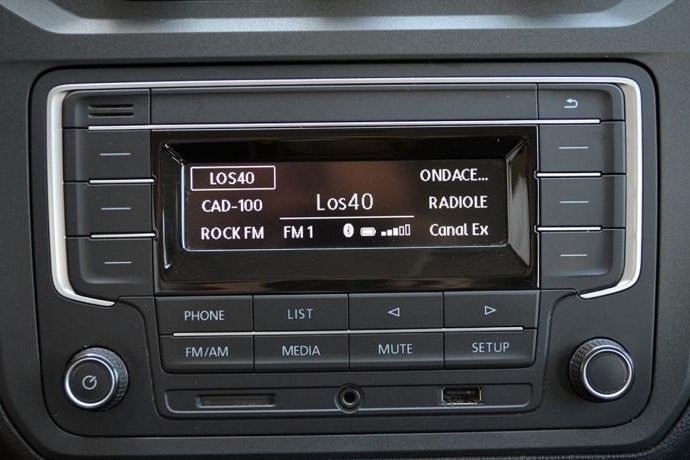 LOS40 ONDACE...
CAD-100 Los40 RADIOLE
ROCK FM FM 1 Canal Ex
PHONE LIST
FM/AM MEDIA MUTE SETUP